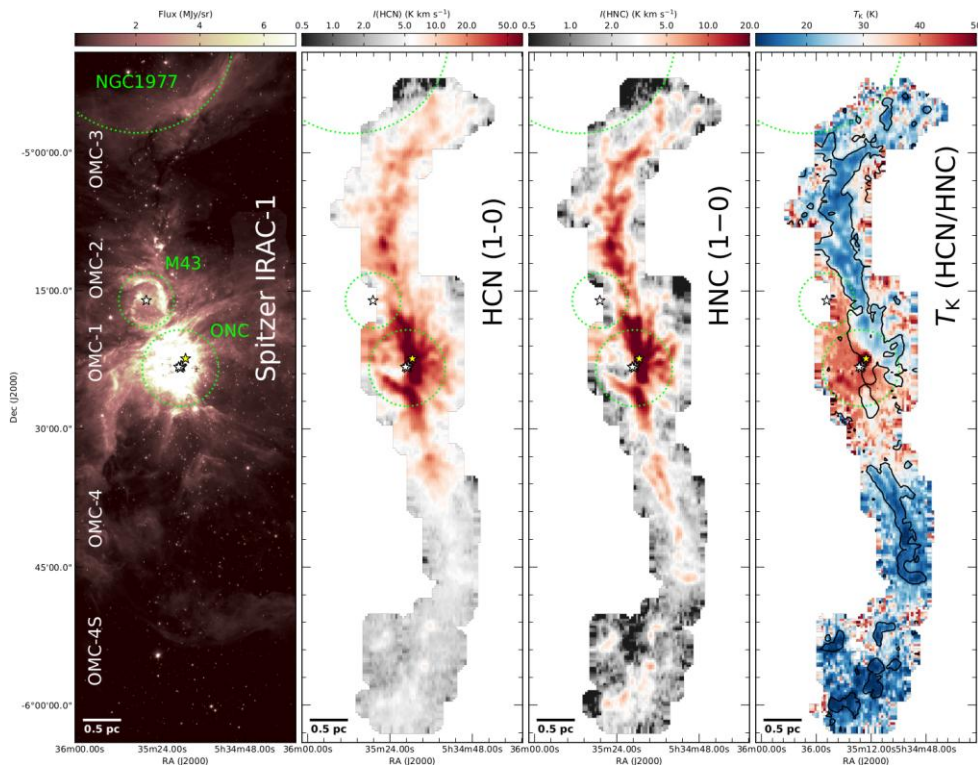 Flux (MJy/sr)
2 4 6
I(HCN) (K km s⁻¹)
0.5 1.0 2.0 5.0 10.0 20.0 50.0
I(HNC) (K km s⁻¹)
0.5 1.0 2.0 5.0 10.0 20.0
T_K (K)
10 20 30 40 50
NGC1977
OMC-3
OMC-2
M43
OMC-1
ONC
OMC-4
OMC-4S
Spitzer IRAC-1
HCN (1-0)
HNC (1−0)
T_K (HCN/HNC)
Dec (J2000)
-5°00'00.0"
15'00.0"
30'00.0"
45'00.0"
-6°00'00.0"
0.5 pc
0.5 pc
0.5 pc
0.5 pc
36m00.00s 35m24.00s 5h34m48.00s
36m00.00s 35m24.00s 5h34m48.00s
36m00.00s 35m24.00s 5h34m48.00s
36m00.00s 36.00s 35m12.00s 5h34m48.00s
RA (J2000)
RA (J2000)
RA (J2000)
RA (J2000)